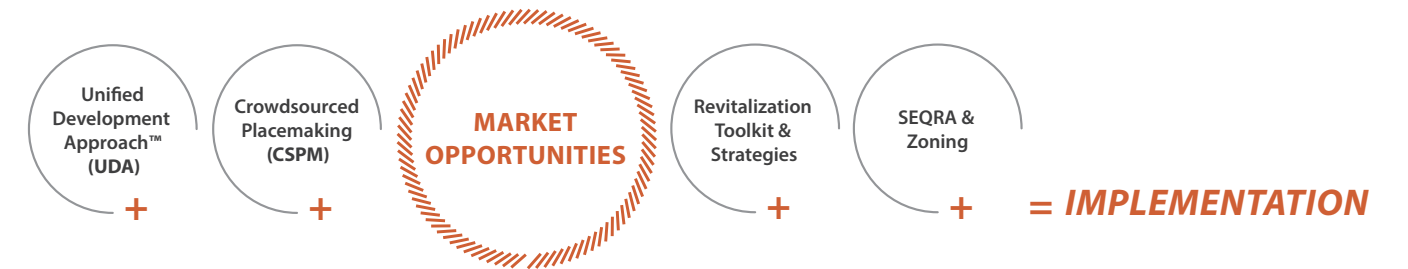 Unified
Development
Approach™
(UDA)
+
Crowdsourced
Placemaking
(CSPM)
+
MARKET
OPPORTUNITIES
Revitalization
Toolkit &
Strategies
+
SEQRA &
Zoning
+
= IMPLEMENTATION